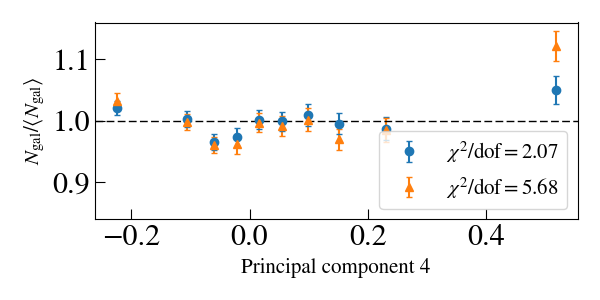 1.1
1.0
0.9
N_gal/⟨N_gal⟩
χ²/dof = 2.07
χ²/dof = 5.68
−0.2 0.0 0.2 0.4
Principal component 4